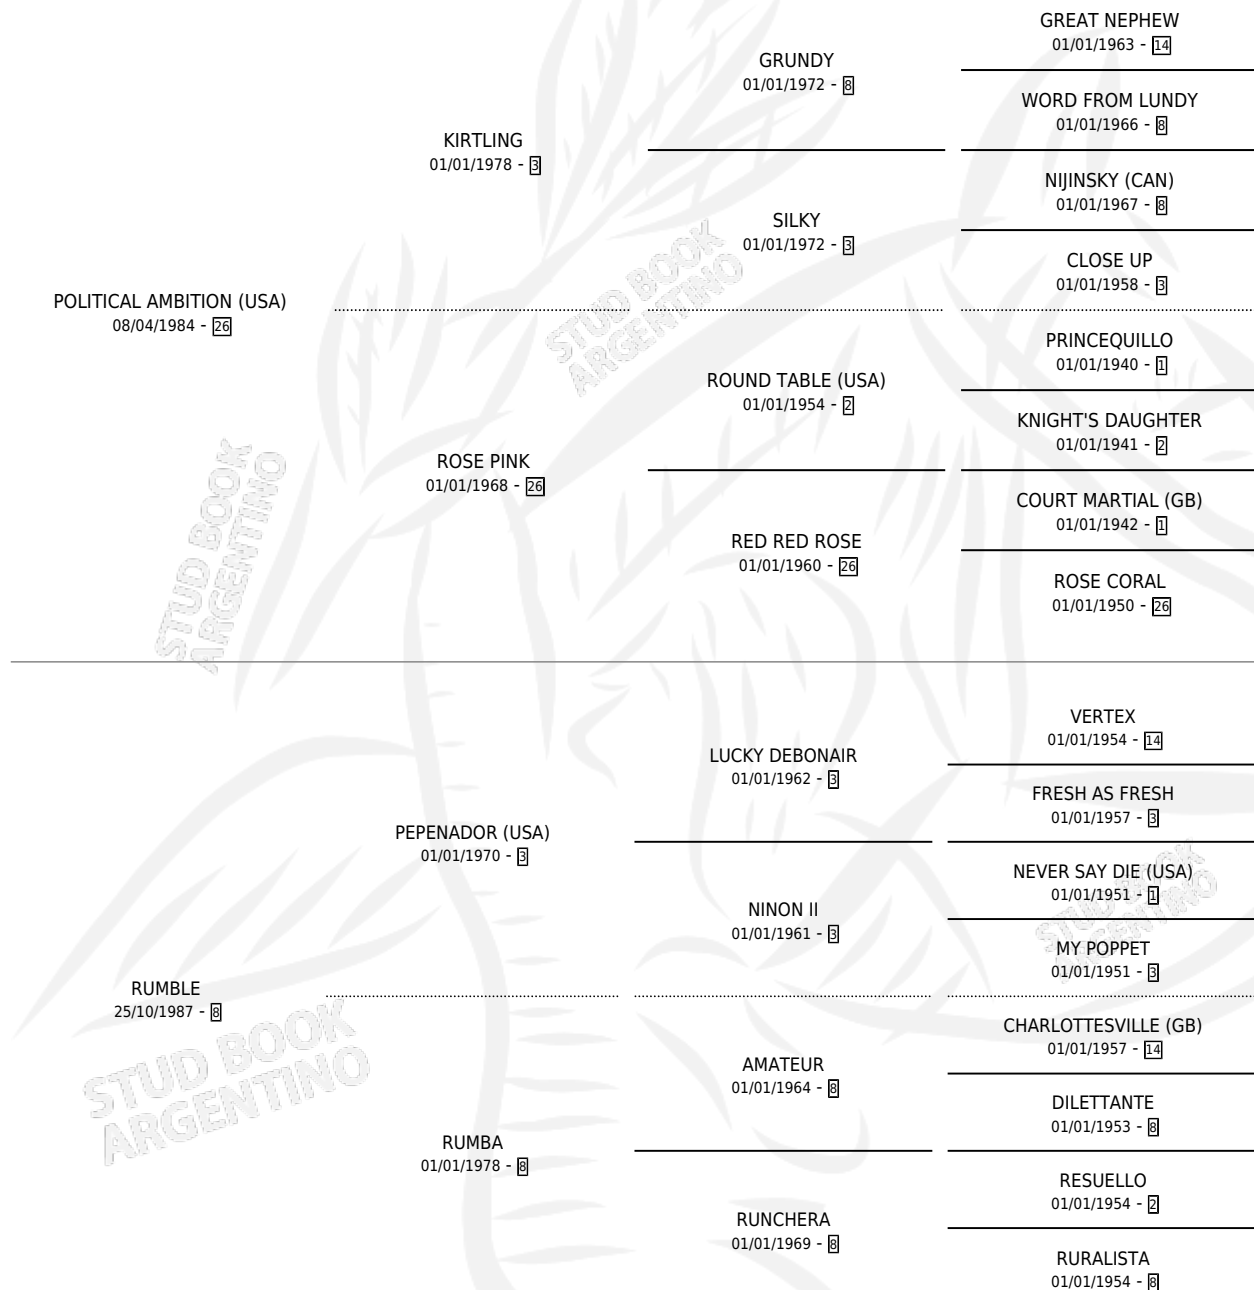 GREAT NEPHEW
01/01/1963 - 14
GRUNDY
01/01/1972 - 8
WORD FROM LUNDY
01/01/1966 - 8
KIRTLING
01/01/1978 - 3
NIJINSKY (CAN)
01/01/1967 - 8
SILKY
01/01/1972 - 3
CLOSE UP
01/01/1958 - 3
POLITICAL AMBITION (USA)
08/04/1984 - 26
PRINCEQUILLO
01/01/1940 - 1
ROUND TABLE (USA)
01/01/1954 - 2
KNIGHT'S DAUGHTER
01/01/1941 - 2
ROSE PINK
01/01/1968 - 26
COURT MARTIAL (GB)
01/01/1942 - 1
RED RED ROSE
01/01/1960 - 26
ROSE CORAL
01/01/1950 - 26
STUD BOOK
ARGENTINO
STUD BOOK
ARGENTINO
VERTEX
01/01/1954 - 14
LUCKY DEBONAIR
01/01/1962 - 3
FRESH AS FRESH
01/01/1957 - 3
PEPENADOR (USA)
01/01/1970 - 3
NEVER SAY DIE (USA)
01/01/1951 - 1
NINON II
01/01/1961 - 3
MY POPPET
01/01/1951 - 3
RUMBLE
25/10/1987 - 8
CHARLOTTESVILLE (GB)
01/01/1957 - 14
AMATEUR
01/01/1964 - 8
DILETTANTE
01/01/1953 - 8
RUMBA
01/01/1978 - 8
RESUELLO
01/01/1954 - 2
RUNCHERA
01/01/1969 - 8
RURALISTA
01/01/1954 - 8
STUD BOOK
ARGENTINO
STUD BOOK
ARGENTINO